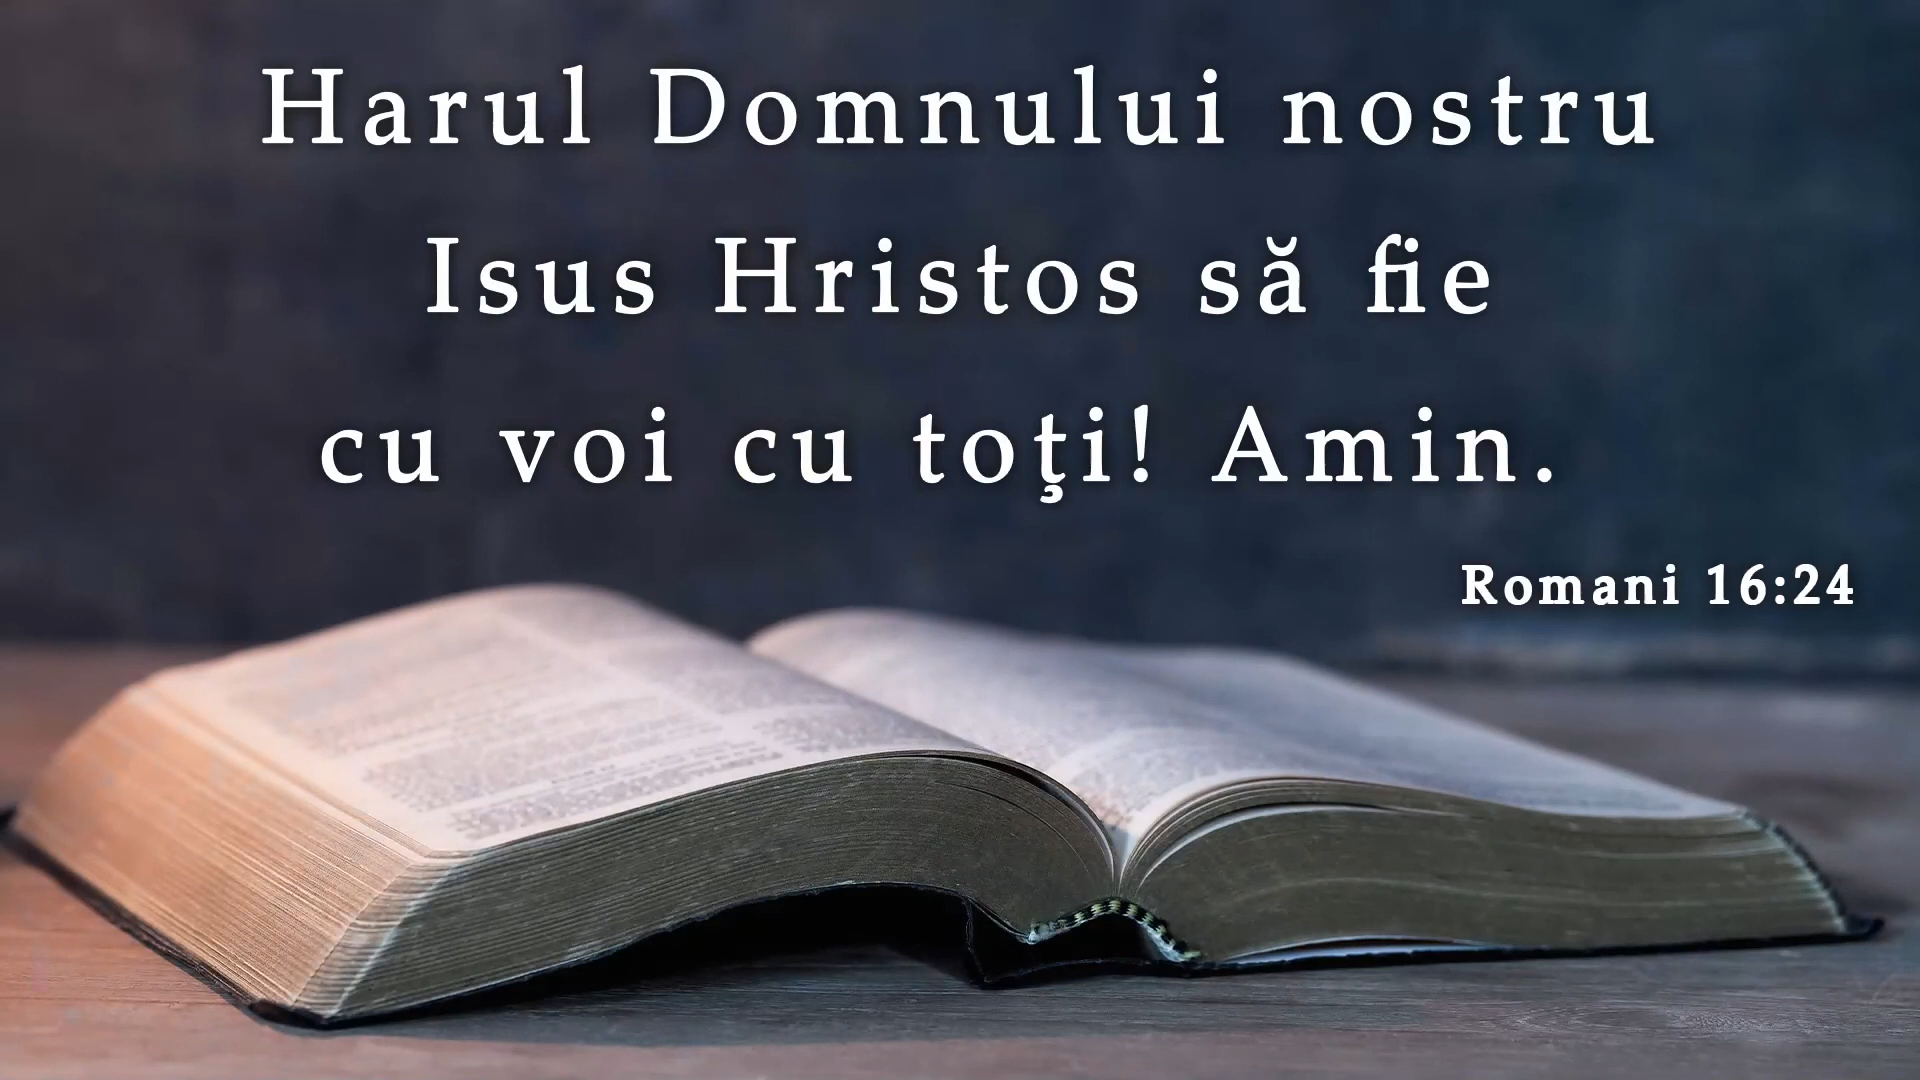 Harul Domnului nostru
Isus Hristos să fie
cu voi cu toţi! Amin.
Romani 16:24